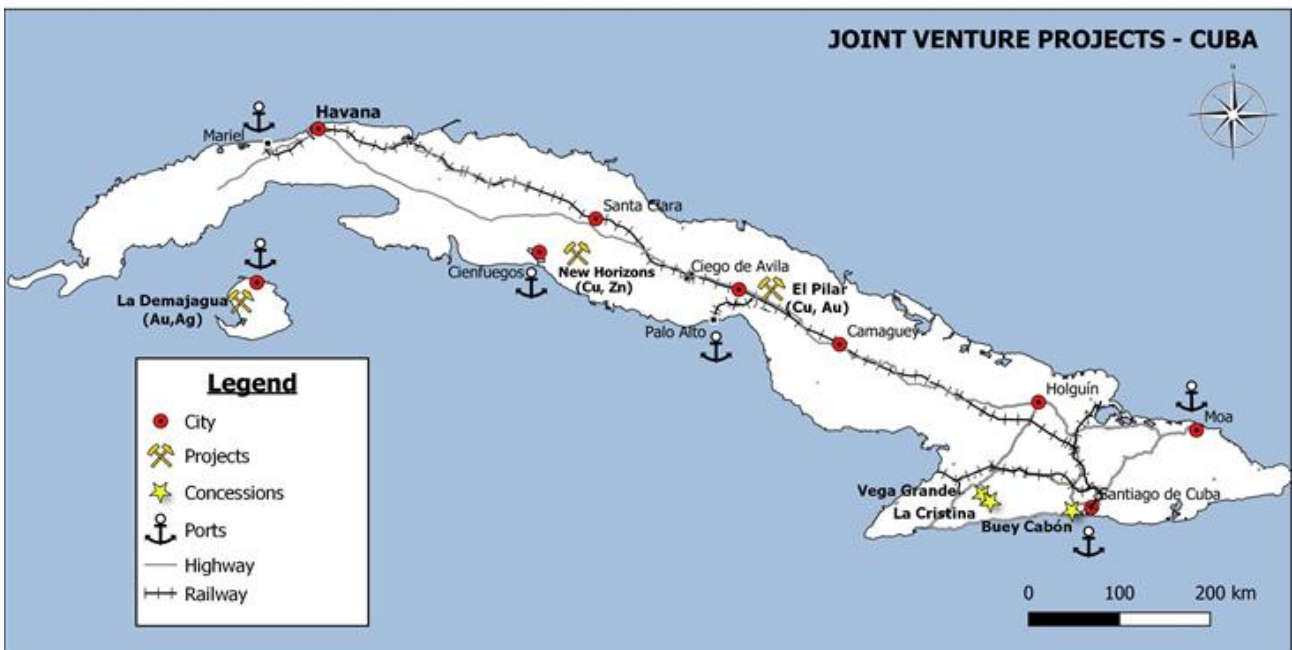 JOINT VENTURE PROJECTS - CUBA
N
Havana
Mariel
Santa Clara
Cienfuegos
New Horizons
(Cu, Zn)
Ciego de Avila
El Pilar
(Cu, Au)
La Demajagua
(Au,Ag)
Palo Alto
Camaguey
Holguín
Moa
Vega Grande
La Cristina
Santiago de Cuba
Buey Cabón
Legend
City
Projects
Concessions
Ports
Highway
Railway
0 100 200 km